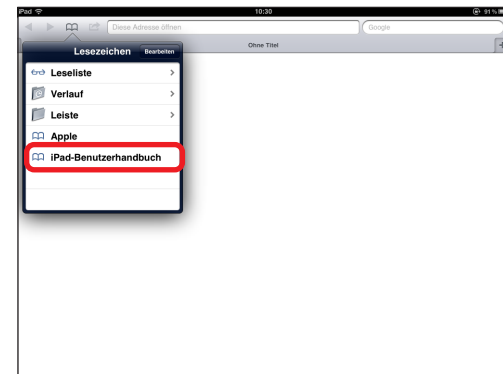 iPad 10:30 91 %
Diese Adresse öffnen Google
Ohne Titel
Lesezeichen Bearbeiten
Leseliste
Verlauf
Leiste
Apple
iPad-Benutzerhandbuch